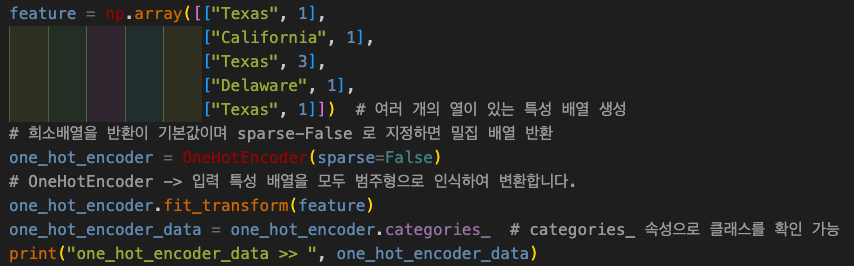 feature = np.array([["Texas", 1],
["California", 1],
["Texas", 3],
["Delaware", 1],
["Texas", 1]])  # 여러 개의 열이 있는 특성 배열 생성
# 희소배열을 반환이 기본값이며 sparse-False 로 지정하면 밀집 배열 반환
one_hot_encoder = OneHotEncoder(sparse=False)
# OneHotEncoder -> 입력 특성 배열을 모두 범주형으로 인식하여 변환합니다.
one_hot_encoder.fit_transform(feature)
one_hot_encoder_data = one_hot_encoder.categories_  # categories_ 속성으로 클래스를 확인 가능
print("one_hot_encoder_data >> ", one_hot_encoder_data)